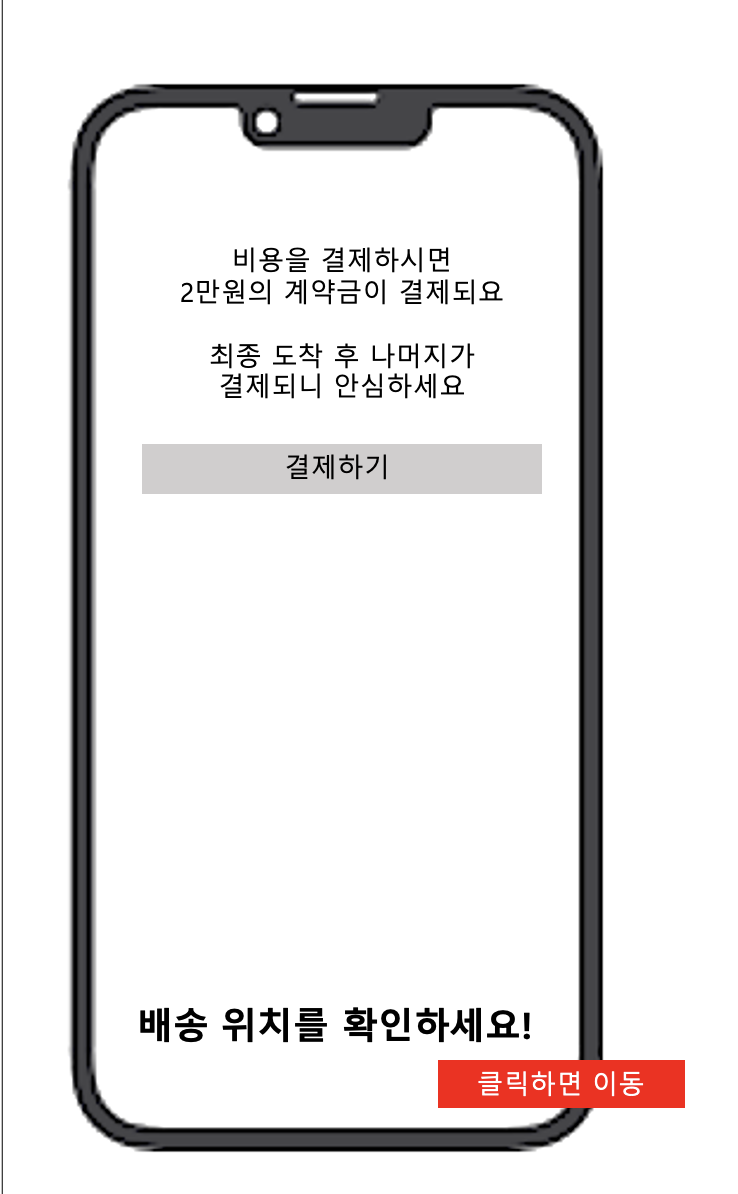 비용을 결제하시면
2만원의 계약금이 결제되요
최종 도착 후 나머지가
결제되니 안심하세요
결제하기
배송 위치를 확인하세요!
클릭하면 이동